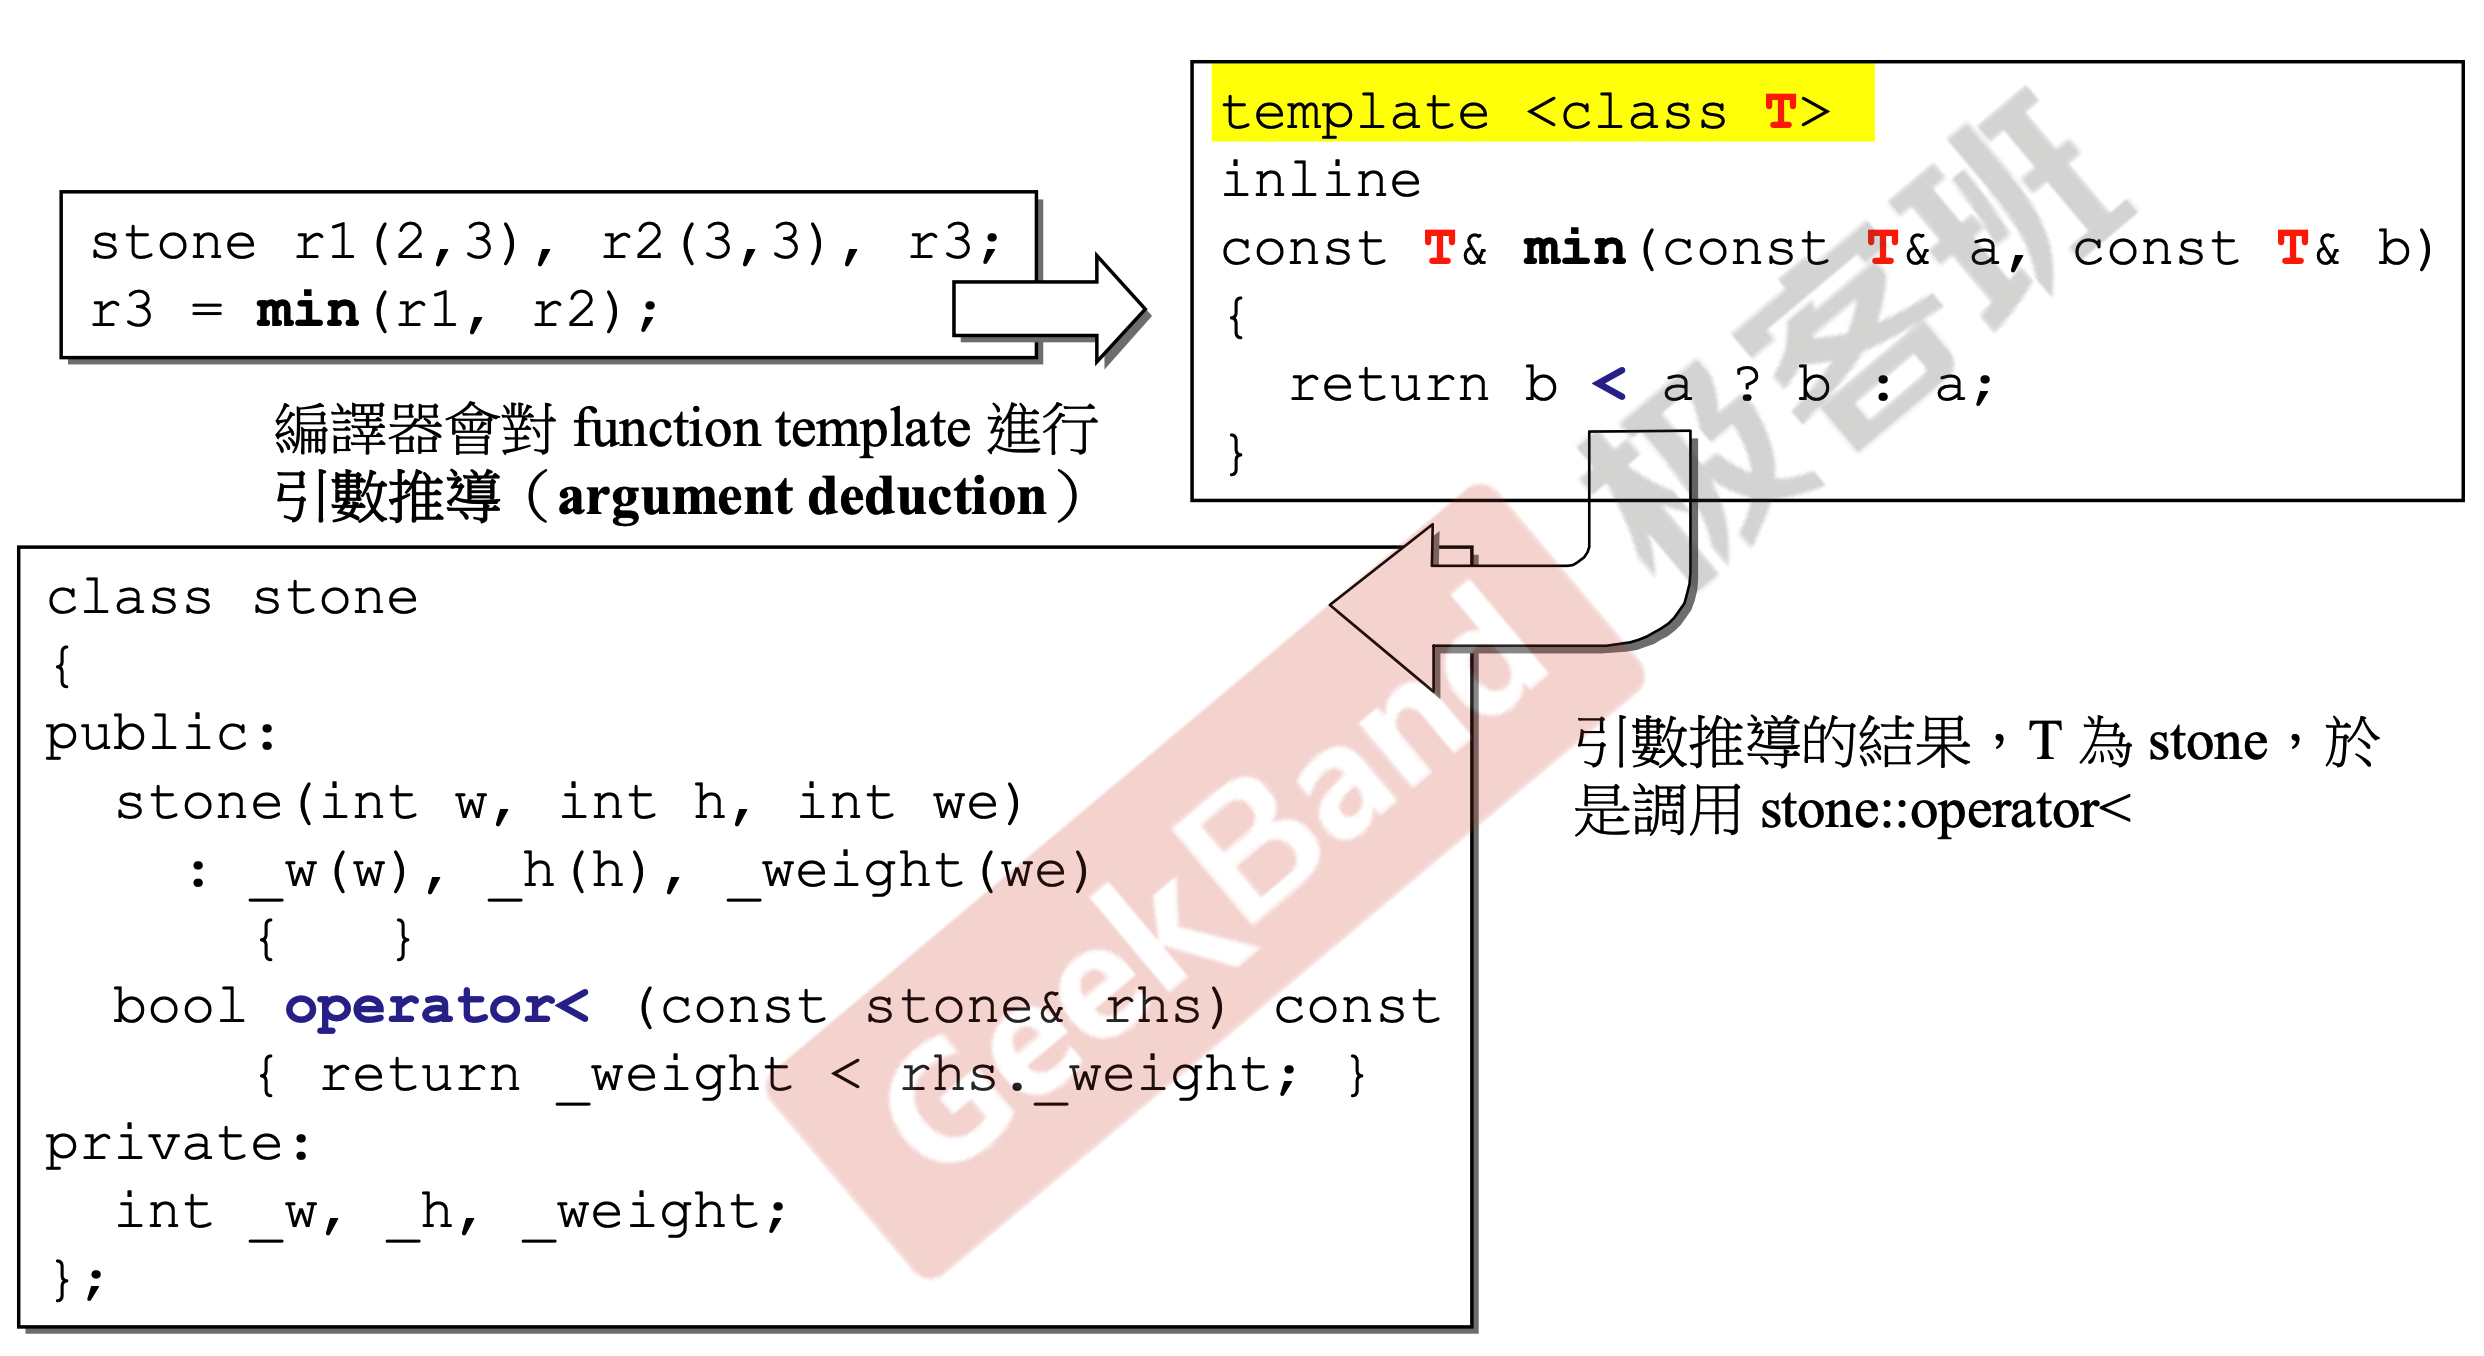 stone r1(2,3), r2(3,3), r3;
r3 = min(r1, r2);
編譯器會對 function template 進行
引數推導（argument deduction）
template <class T>
inline
const T& min(const T& a, const T& b)
{
  return b < a ? b : a;
}
class stone
{
public:
  stone(int w, int h, int we)
    : _w(w), _h(h), _weight(we)
      {   }
  bool operator< (const stone& rhs) const
      { return _weight < rhs._weight; }
private:
  int _w, _h, _weight;
};
引數推導的結果，T 為 stone，於
是調用 stone::operator<
GeekBand 极客班